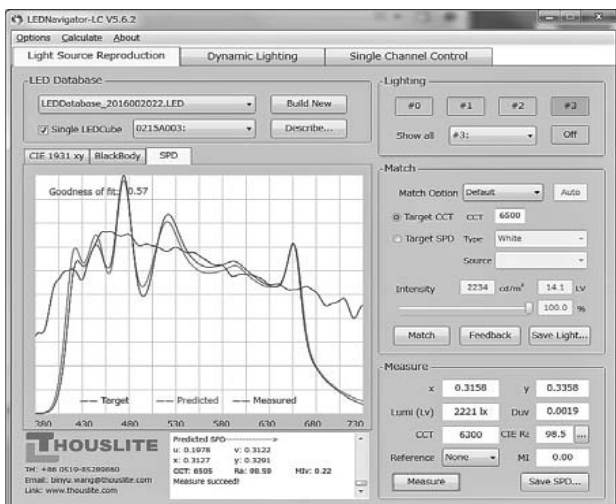 LEDNavigator-LC V5.6.2
Options Calculate About
Light Source Reproduction Dynamic Lighting Single Channel Control
LED Database
LEDDatabase_2016002022.LED Build New
Single LEDCube 0215A003: Describe...
CIE 1931 xy BlackBody SPD
Goodness of fit: 0.57
Target Predicted Measured
380 430 480 530 580 630 680 730
THOUSLITE
TH: +86 0519-85289860
Email: binyu.wang@thouslite.com
Link: www.thouslite.com
Predicted SPD---------------->
u: 0.1978 v: 0.3122
x: 0.3127 y: 0.3291
CCT: 6505 Ra: 98.59 MIv: 0.22
Measure succeed!
Lighting
#0 #1 #2 #3
Show all #3: Off
Match
Match Option Default Auto
Target CCT CCT 6500
Target SPD Type White
Source
Intensity 2234 cd/m² 14.1 LV
100.0 %
Match Feedback Save Light...
Measure
x 0.3158 y 0.3358
Lumi (Lv) 2221 lx Duv 0.0019
CCT 6300 CIE Ra 98.5 ...
Reference None MI 0.00
Measure Save SPD...